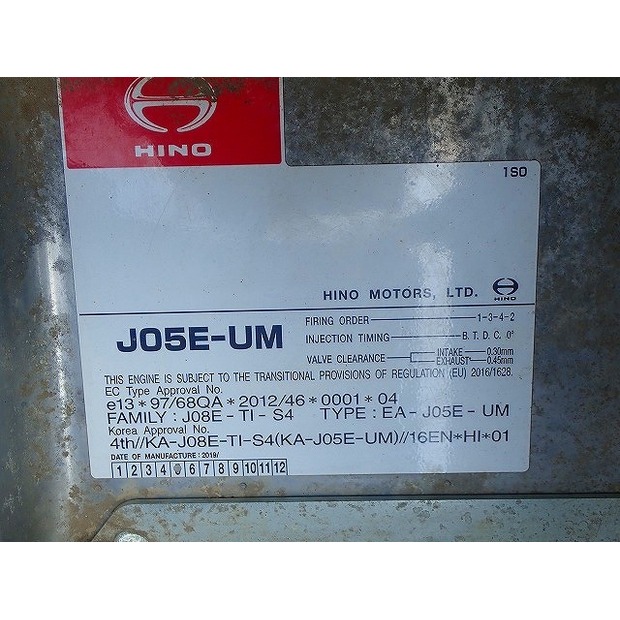 HINO
1SO
HINO MOTORS, LTD. HINO
J05E-UM
FIRING ORDER 1-3-4-2
INJECTION TIMING B.T.D.C. 0°
VALVE CLEARANCE INTAKE 0.30mm
EXHAUST 0.45mm
THIS ENGINE IS SUBJECT TO THE TRANSITIONAL PROVISIONS OF REGULATION (EU) 2016/1628.
EC Type Approval No.
e13*97/68QA*2012/46*0001*04
FAMILY: J08E-TI-S4 TYPE: EA-J05E-UM
Korea Approval No.
4th//KA-J08E-TI-S4(KA-J05E-UM)//16EN*HI*01
DATE OF MANUFACTURE: 2019/
1 2 3 4 6 7 8 9 10 11 12